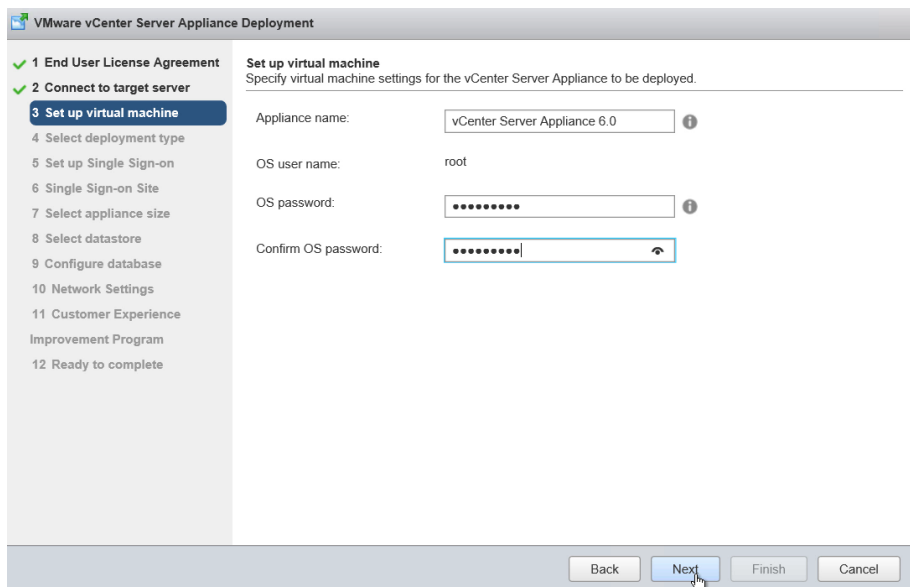 VMware vCenter Server Appliance Deployment
1 End User License Agreement
2 Connect to target server
3 Set up virtual machine
4 Select deployment type
5 Set up Single Sign-on
6 Single Sign-on Site
7 Select appliance size
8 Select datastore
9 Configure database
10 Network Settings
11 Customer Experience
Improvement Program
12 Ready to complete
Set up virtual machine
Specify virtual machine settings for the vCenter Server Appliance to be deployed.
Appliance name: vCenter Server Appliance 6.0
OS user name: root
OS password: •••••••••
Confirm OS password: •••••••••
Back Next Finish Cancel